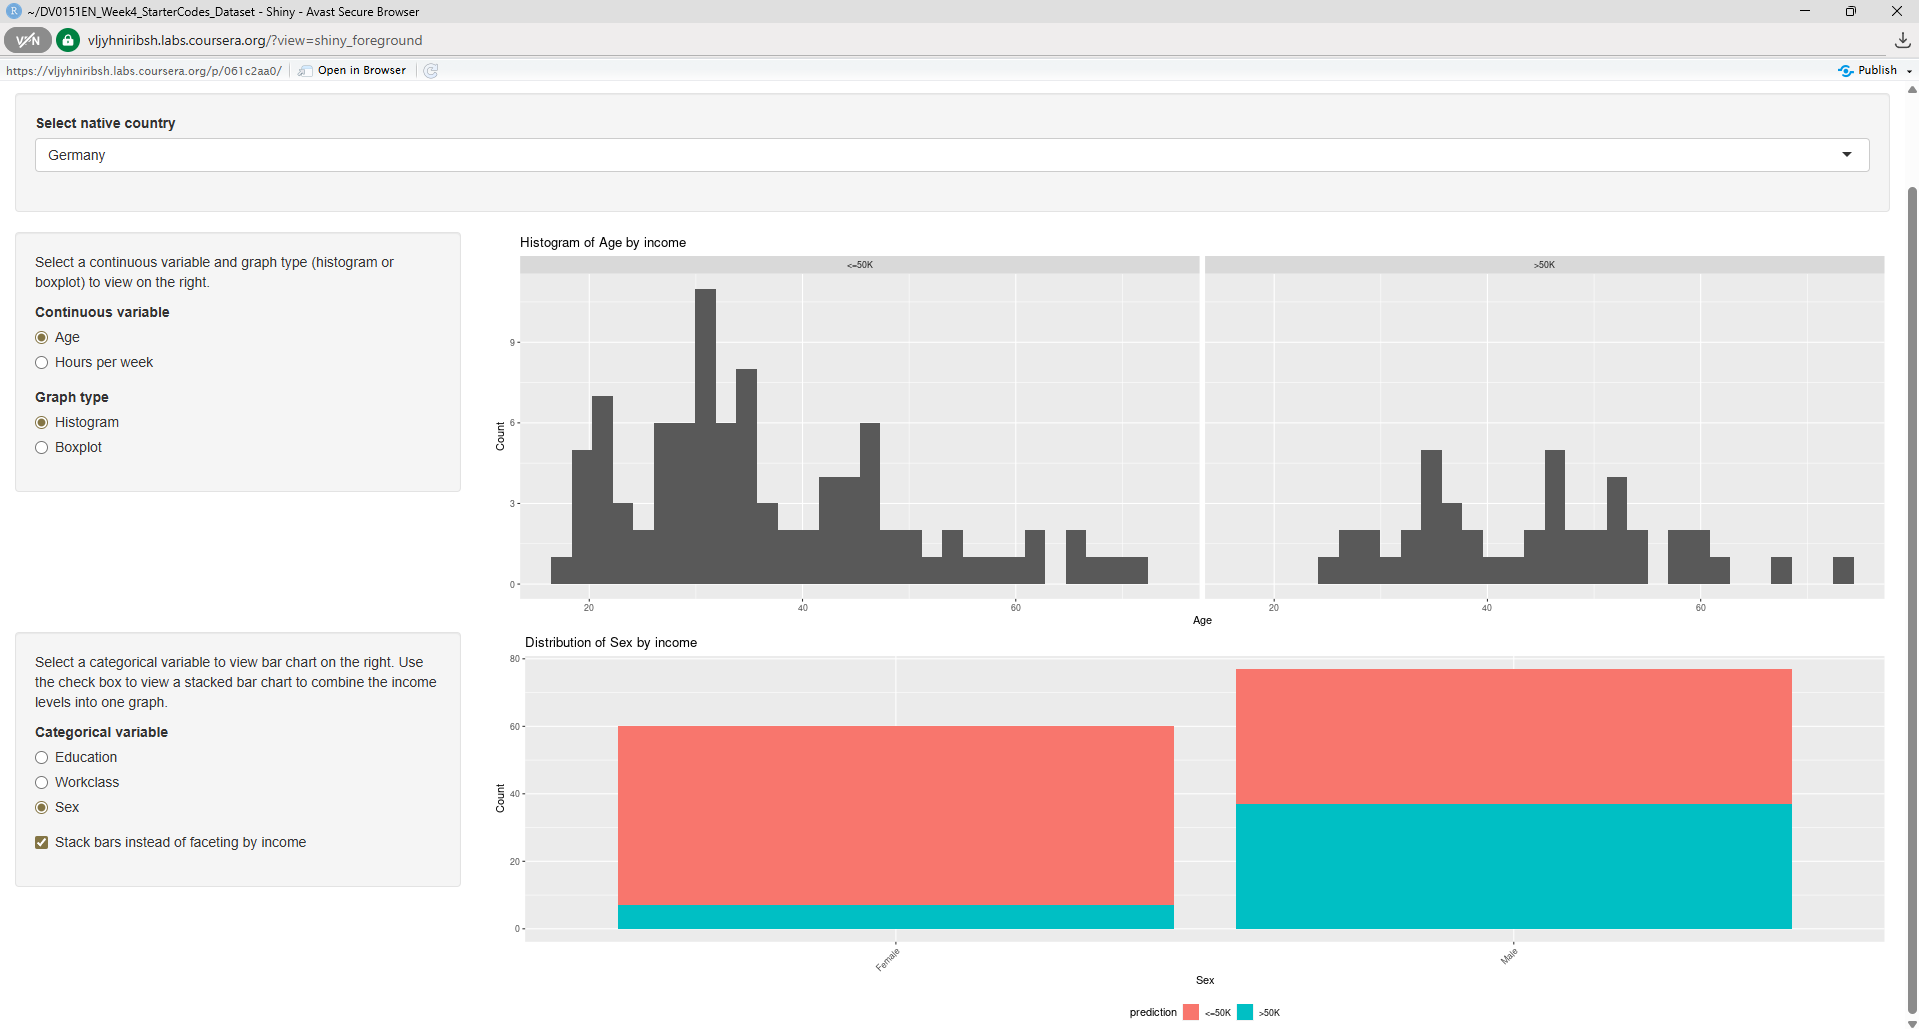 ~/DV0151EN_Week4_StarterCodes_Dataset - Shiny - Avast Secure Browser
VPN
vljyhniribsh.labs.coursera.org/?view=shiny_foreground
https://vljyhniribsh.labs.coursera.org/p/061c2aa0/ Open in Browser Publish
Select native country
Germany
Select a continuous variable and graph type (histogram or
boxplot) to view on the right.
Continuous variable
Age
Hours per week
Graph type
Histogram
Boxplot
Histogram of Age by income
<=50K >50K
9
6
3
0
Count
20 40 60 20 40 60
Age
Select a categorical variable to view bar chart on the right. Use
the check box to view a stacked bar chart to combine the income
levels into one graph.
Categorical variable
Education
Workclass
Sex
Stack bars instead of faceting by income
Distribution of Sex by income
80
60
40
20
0
Count
Female Male
Sex
prediction <=50K >50K